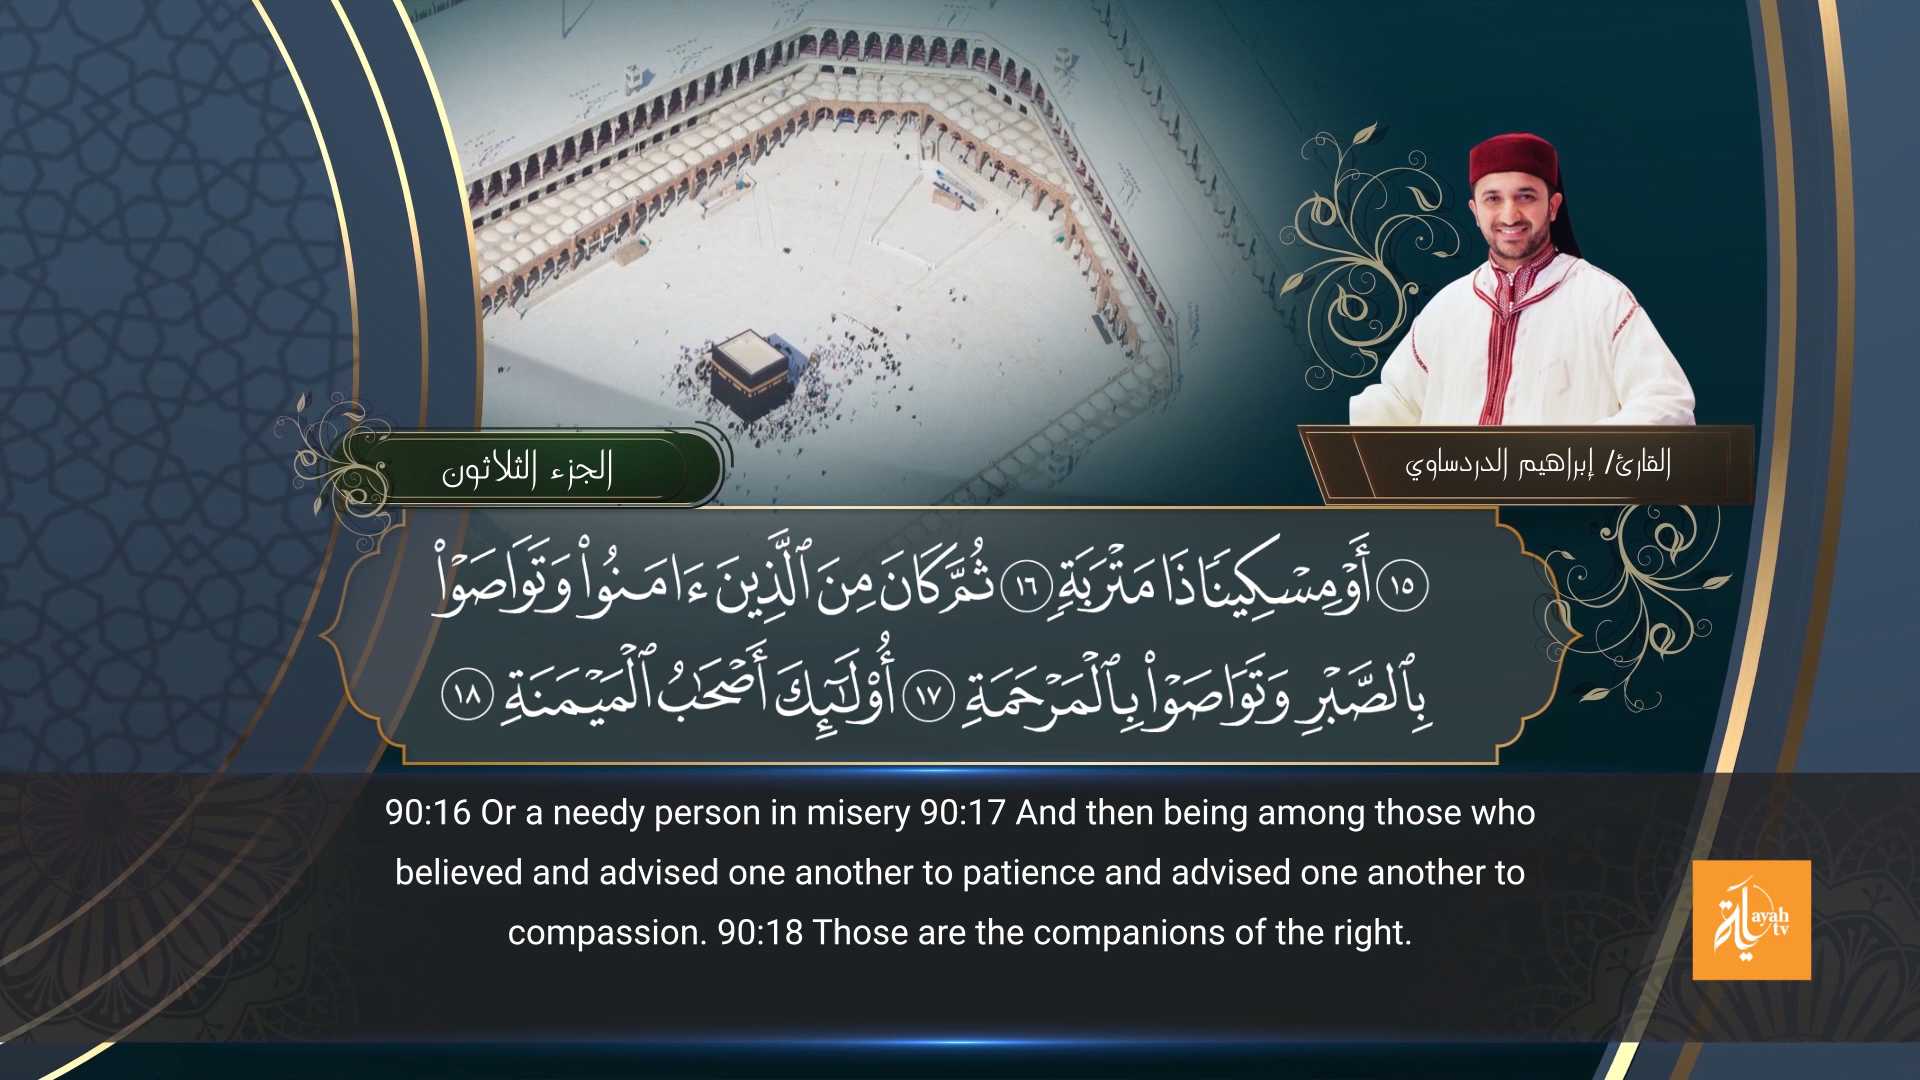 القارئ/ إبراهيم الدردساوي
الجزء الثلاثون
١٥ أَوْ مِسْكِينًا ذَا مَتْرَبَةٍ ١٦ ثُمَّ كَانَ مِنَ ٱلَّذِينَ ءَامَنُوا۟ وَتَوَاصَوْا۟
بِٱلصَّبْرِ وَتَوَاصَوْا۟ بِٱلْمَرْحَمَةِ ١٧ أُو۟لَٰٓئِكَ أَصْحَٰبُ ٱلْمَيْمَنَةِ ١٨
90:16 Or a needy person in misery 90:17 And then being among those who
believed and advised one another to patience and advised one another to
compassion. 90:18 Those are the companions of the right.
آية
ayah
tv